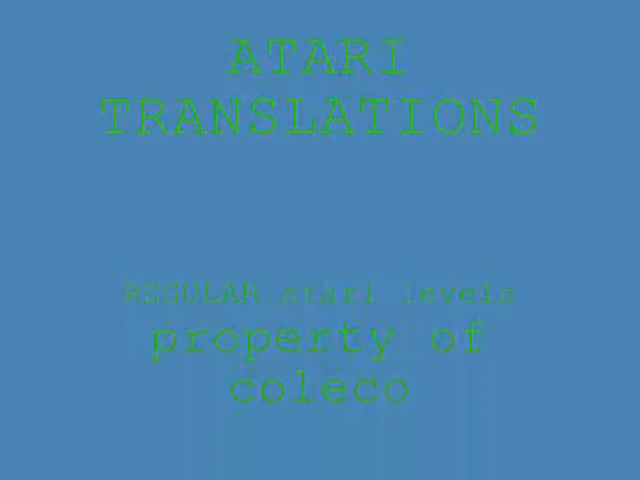 ATARI
TRANSLATIONS
REGULAR atari levels
property of
coleco